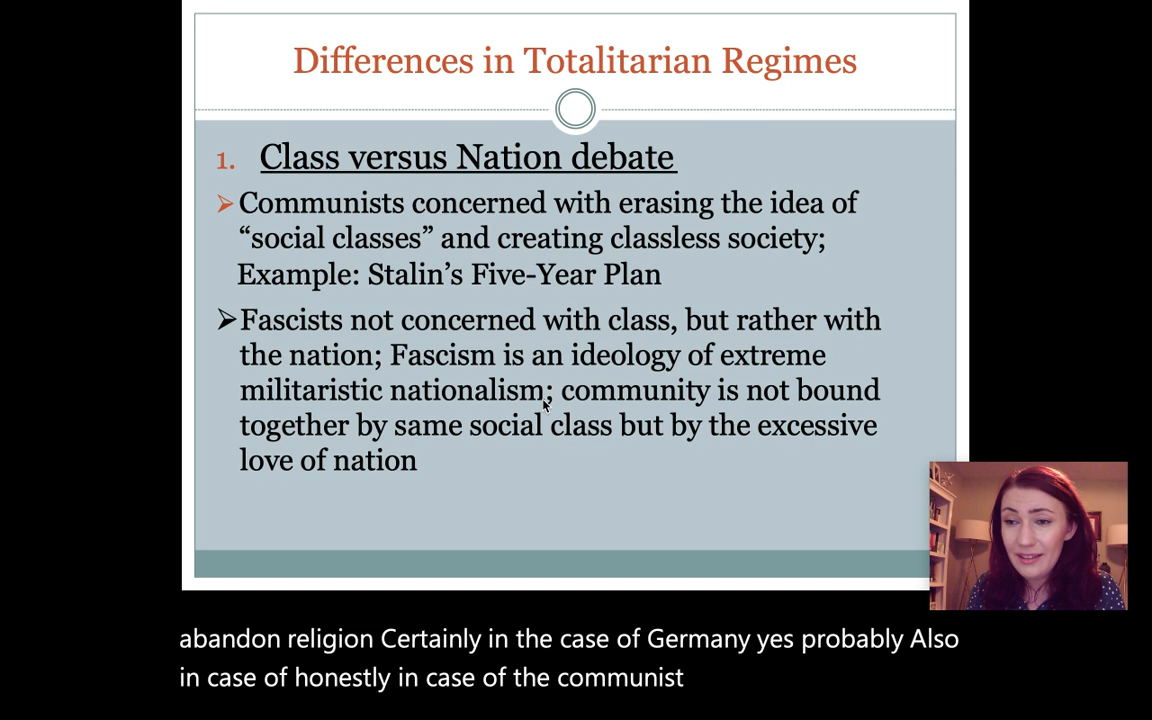 Differences in Totalitarian Regimes
1. Class versus Nation debate
➢Communists concerned with erasing the idea of
“social classes” and creating classless society;
Example: Stalin’s Five-Year Plan
➢Fascists not concerned with class, but rather with
the nation; Fascism is an ideology of extreme
militaristic nationalism; community is not bound
together by same social class but by the excessive
love of nation
abandon religion Certainly in the case of Germany yes probably Also
in case of honestly in case of the communist